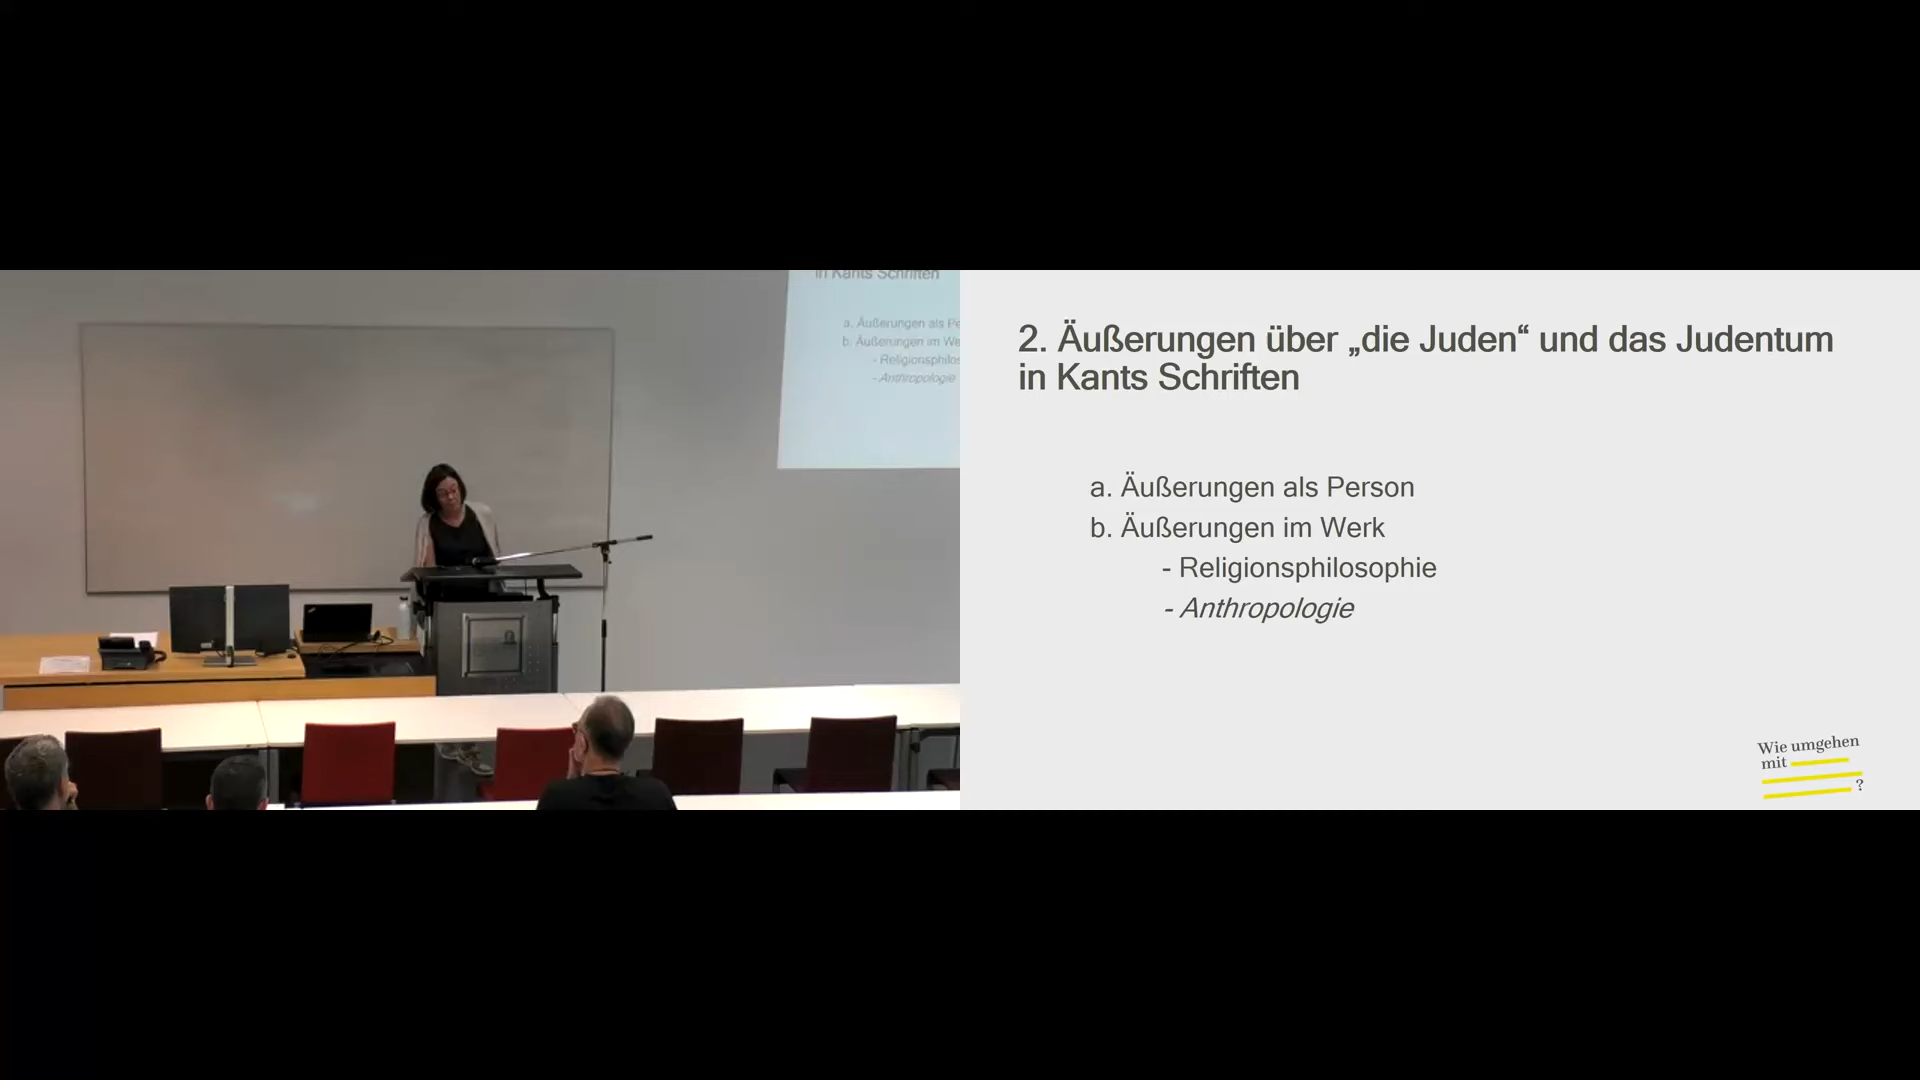 in Kants Schriften
a. Äußerungen als Pe
b. Äußerungen im We
- Religionsphilos
- Anthropologie
2. Äußerungen über „die Juden“ und das Judentum
in Kants Schriften
a. Äußerungen als Person
b. Äußerungen im Werk
- Religionsphilosophie
- Anthropologie
Wie umgehen
mit
?